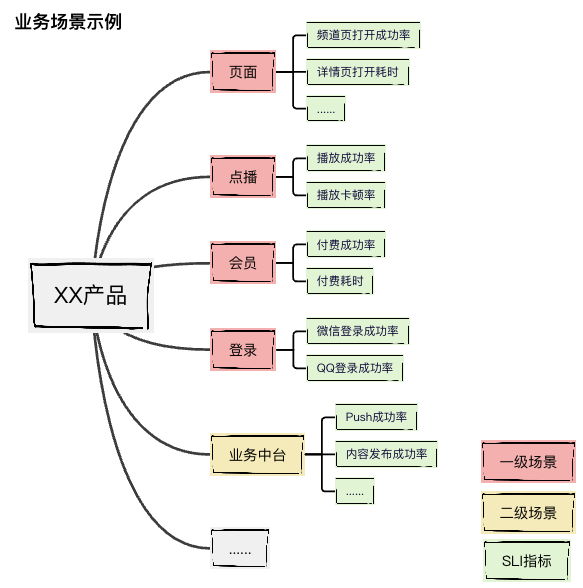 业务场景示例
XX产品
页面
频道页打开成功率
详情页打开耗时
......
点播
播放成功率
播放卡顿率
会员
付费成功率
付费耗时
登录
微信登录成功率
QQ登录成功率
业务中台
Push成功率
内容发布成功率
......
......
一级场景
二级场景
SLI指标